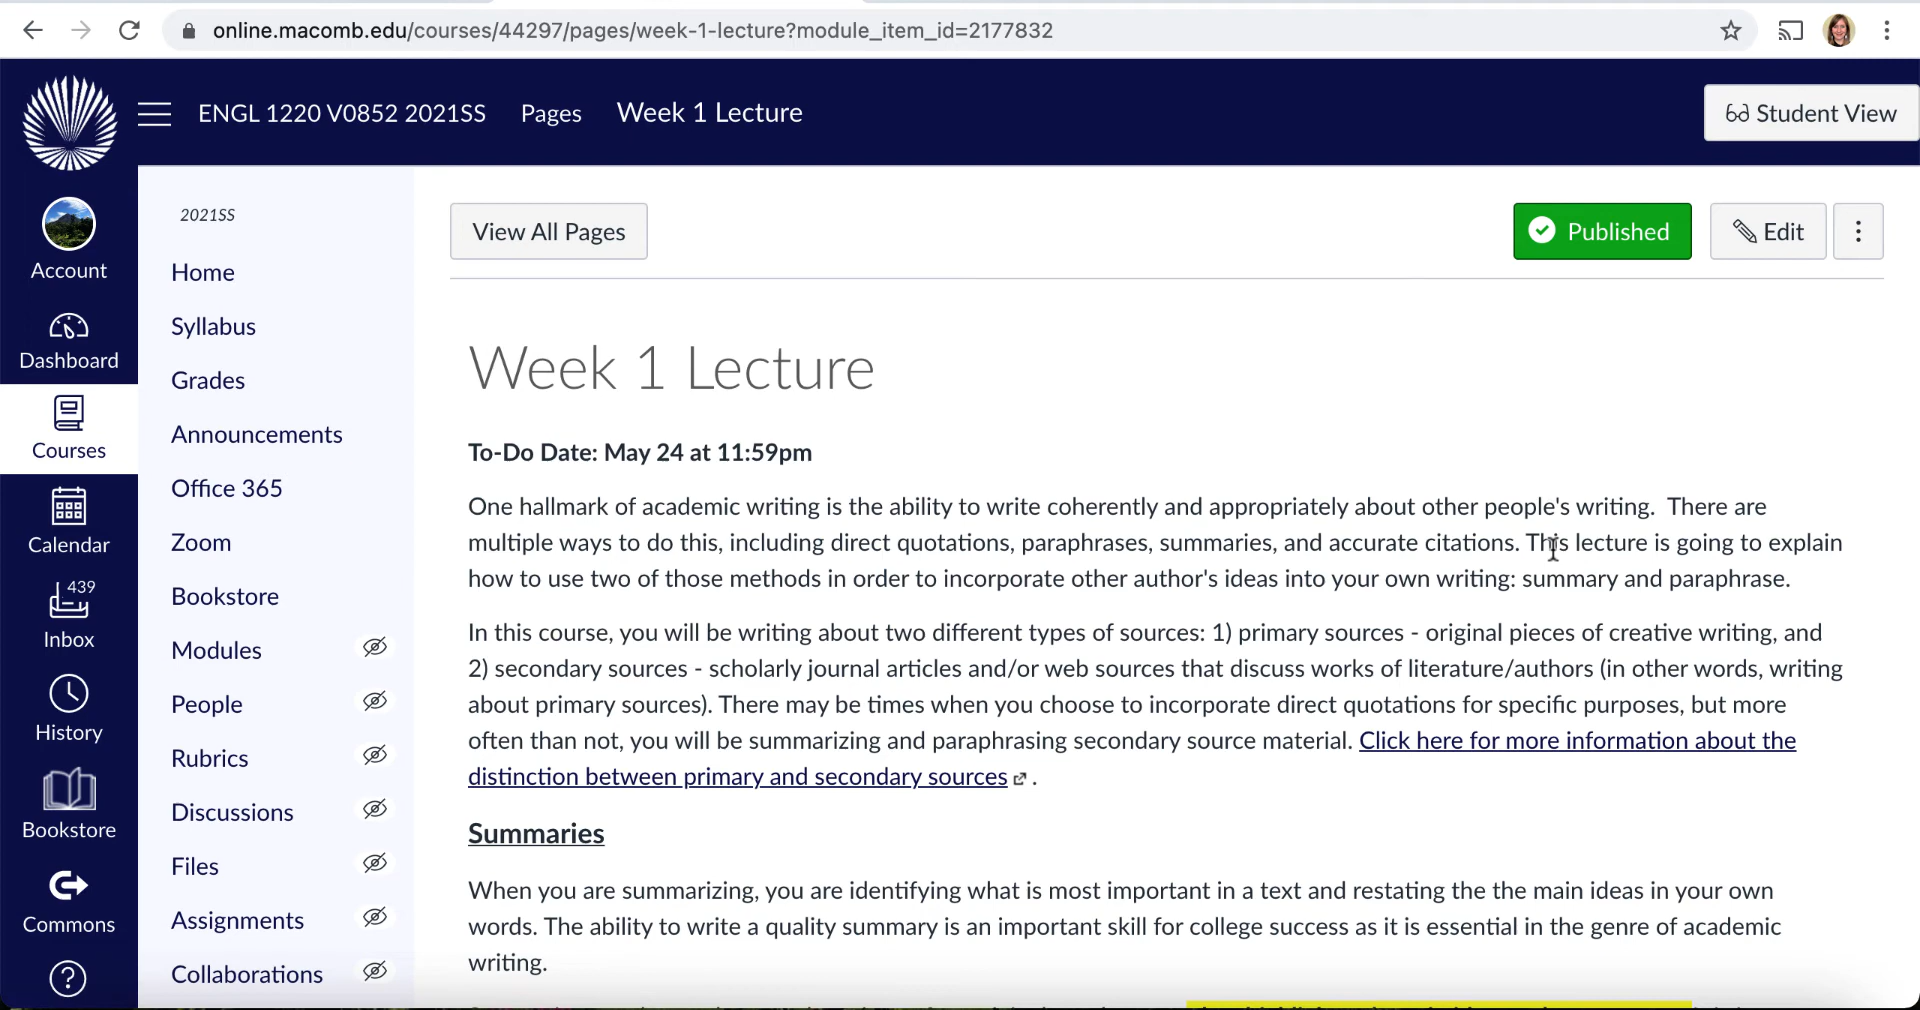 online.macomb.edu/courses/44297/pages/week-1-lecture?module_item_id=2177832
ENGL 1220 V0852 2021SS Pages Week 1 Lecture
Student View
Account
Dashboard
Courses
Calendar
439
Inbox
History
Bookstore
Commons
2021SS
Home
Syllabus
Grades
Announcements
Office 365
Zoom
Bookstore
Modules
People
Rubrics
Discussions
Files
Assignments
Collaborations
View All Pages
Published
Edit
Week 1 Lecture
To-Do Date: May 24 at 11:59pm
One hallmark of academic writing is the ability to write coherently and appropriately about other people's writing. There are
multiple ways to do this, including direct quotations, paraphrases, summaries, and accurate citations. This lecture is going to explain
how to use two of those methods in order to incorporate other author's ideas into your own writing: summary and paraphrase.
In this course, you will be writing about two different types of sources: 1) primary sources - original pieces of creative writing, and
2) secondary sources - scholarly journal articles and/or web sources that discuss works of literature/authors (in other words, writing
about primary sources). There may be times when you choose to incorporate direct quotations for specific purposes, but more
often than not, you will be summarizing and paraphrasing secondary source material. Click here for more information about the
distinction between primary and secondary sources .
Summaries
When you are summarizing, you are identifying what is most important in a text and restating the the main ideas in your own
words. The ability to write a quality summary is an important skill for college success as it is essential in the genre of academic
writing.